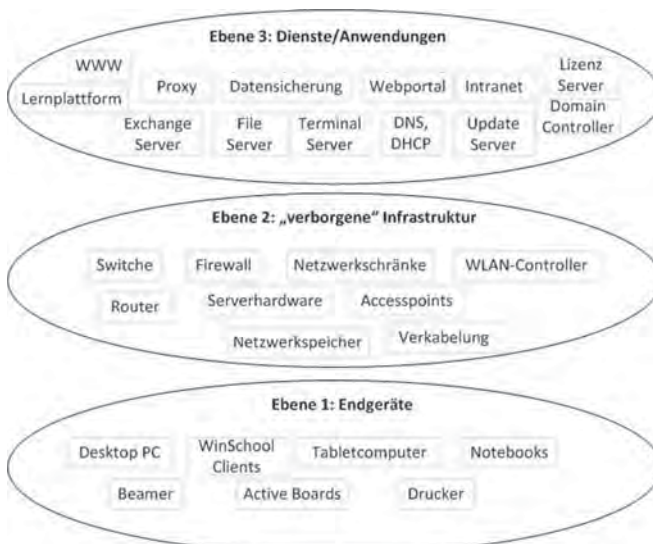 Ebene 3: Dienste/Anwendungen
WWW
Lernplattform
Proxy
Datensicherung
Webportal
Intranet
Lizenz
Server
Exchange
Server
File
Server
Terminal
Server
DNS,
DHCP
Update
Server
Domain
Controller
Ebene 2: „verborgene“ Infrastruktur
Switche
Firewall
Netzwerkschränke
WLAN-Controller
Router
Serverhardware
Accesspoints
Netzwerkspeicher
Verkabelung
Ebene 1: Endgeräte
Desktop PC
WinSchool
Clients
Tabletcomputer
Notebooks
Beamer
Active Boards
Drucker